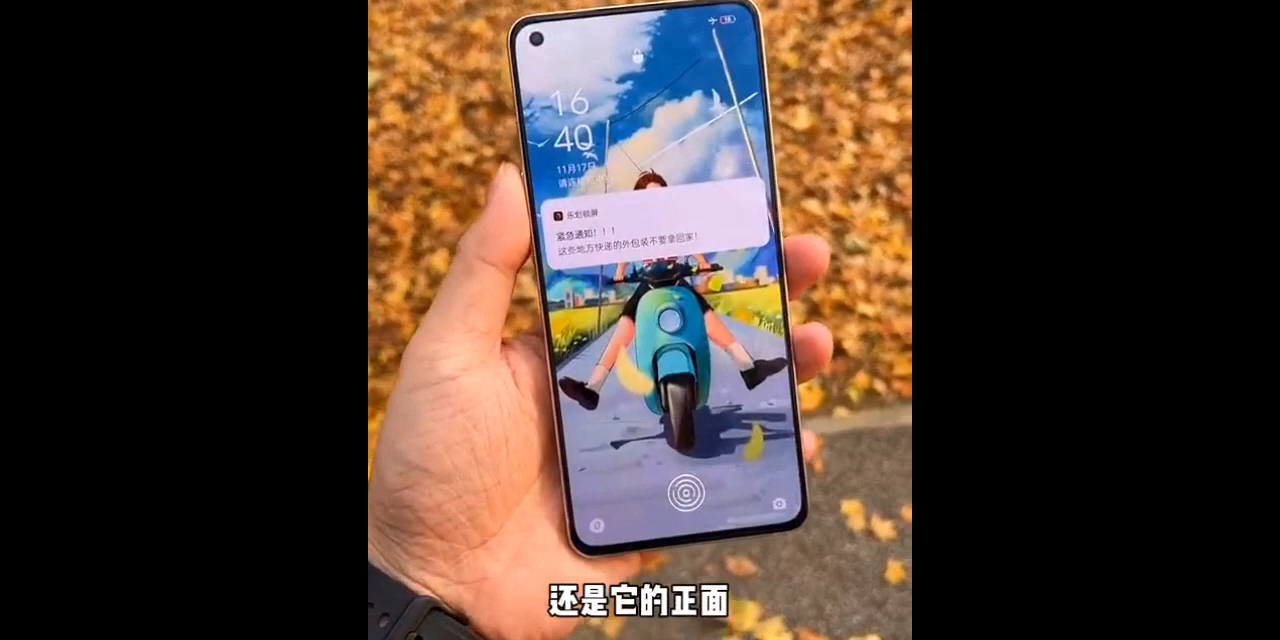 16
40
11月17日
乐划锁屏
紧急通知！！！
这些地方快递的外包装不要拿回家!
还是它的正面